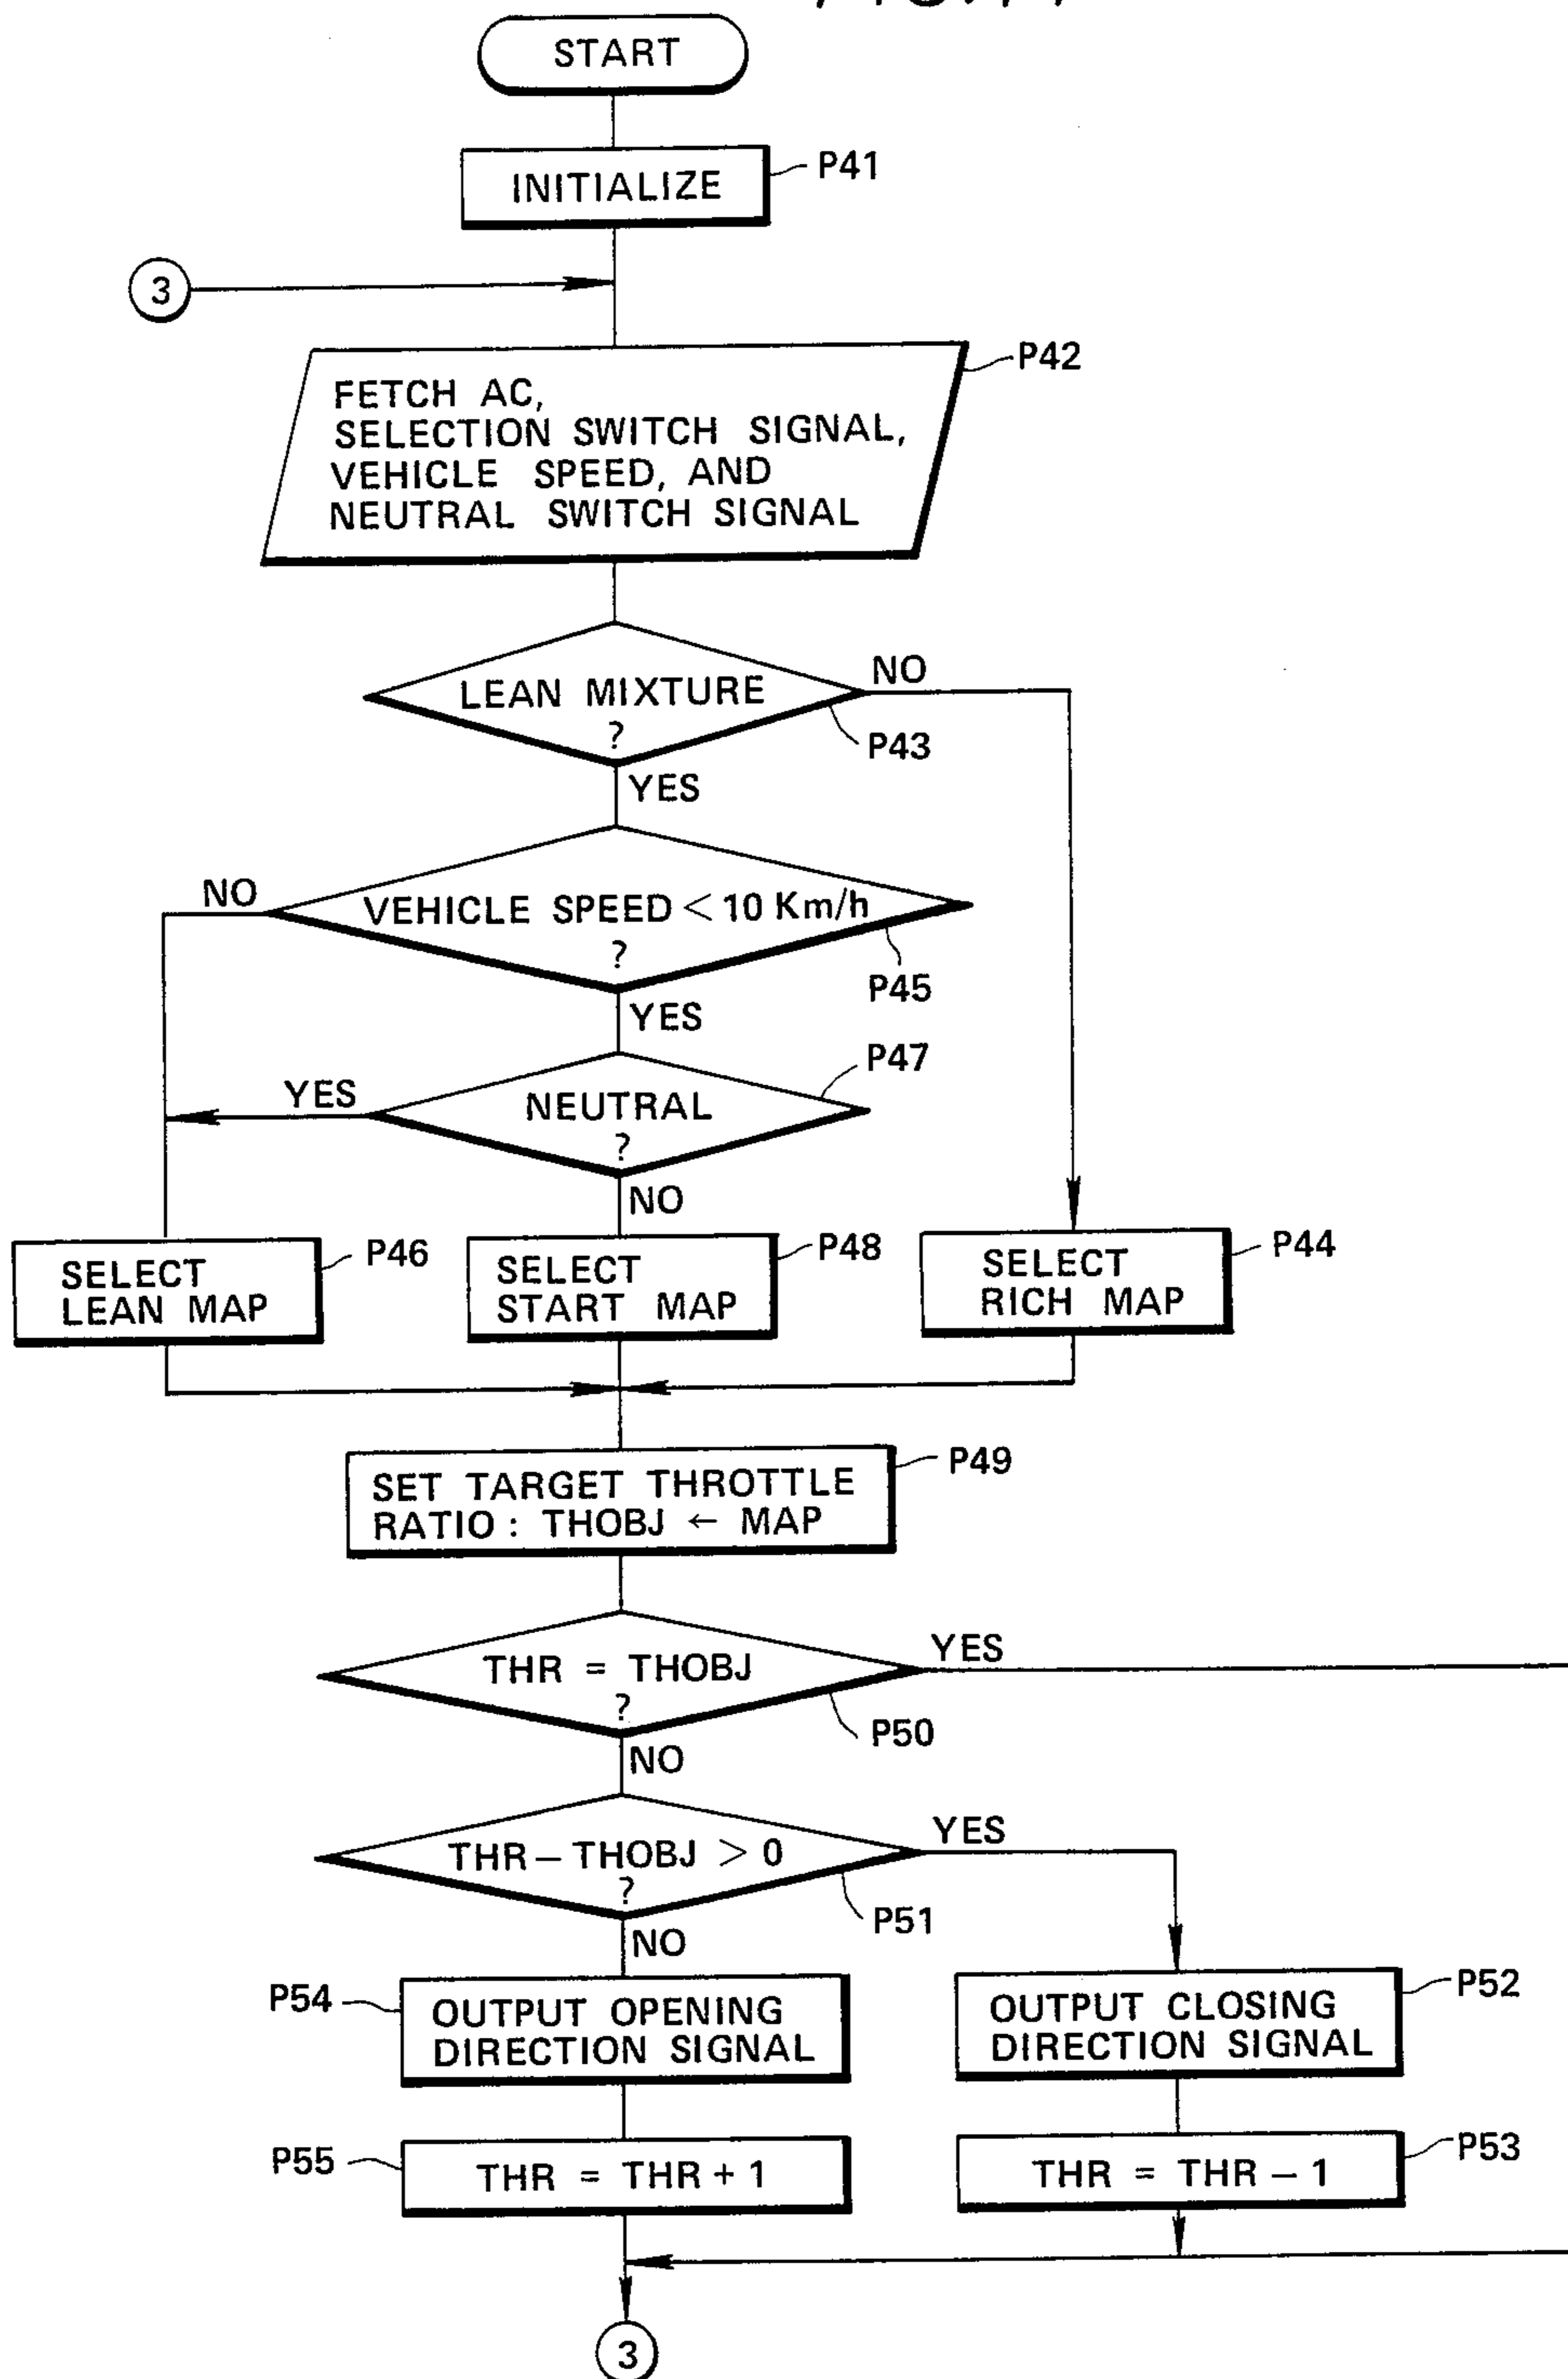 START
INITIALIZE
P41
3
P42
FETCH AC,
SELECTION SWITCH SIGNAL,
VEHICLE SPEED, AND
NEUTRAL SWITCH SIGNAL
LEAN MIXTURE
?
NO
P43
YES
NO
VEHICLE SPEED < 10 Km/h
?
P45
YES
P47
YES
NEUTRAL
?
NO
SELECT
LEAN MAP
P46
SELECT
START MAP
P48
SELECT
RICH MAP
P44
P49
SET TARGET THROTTLE
RATIO : THOBJ ← MAP
THR = THOBJ
?
YES
P50
NO
THR – THOBJ > 0
?
YES
P51
NO
P54
OUTPUT OPENING
DIRECTION SIGNAL
OUTPUT CLOSING
DIRECTION SIGNAL
P52
P55
THR = THR + 1
THR = THR – 1
P53
3